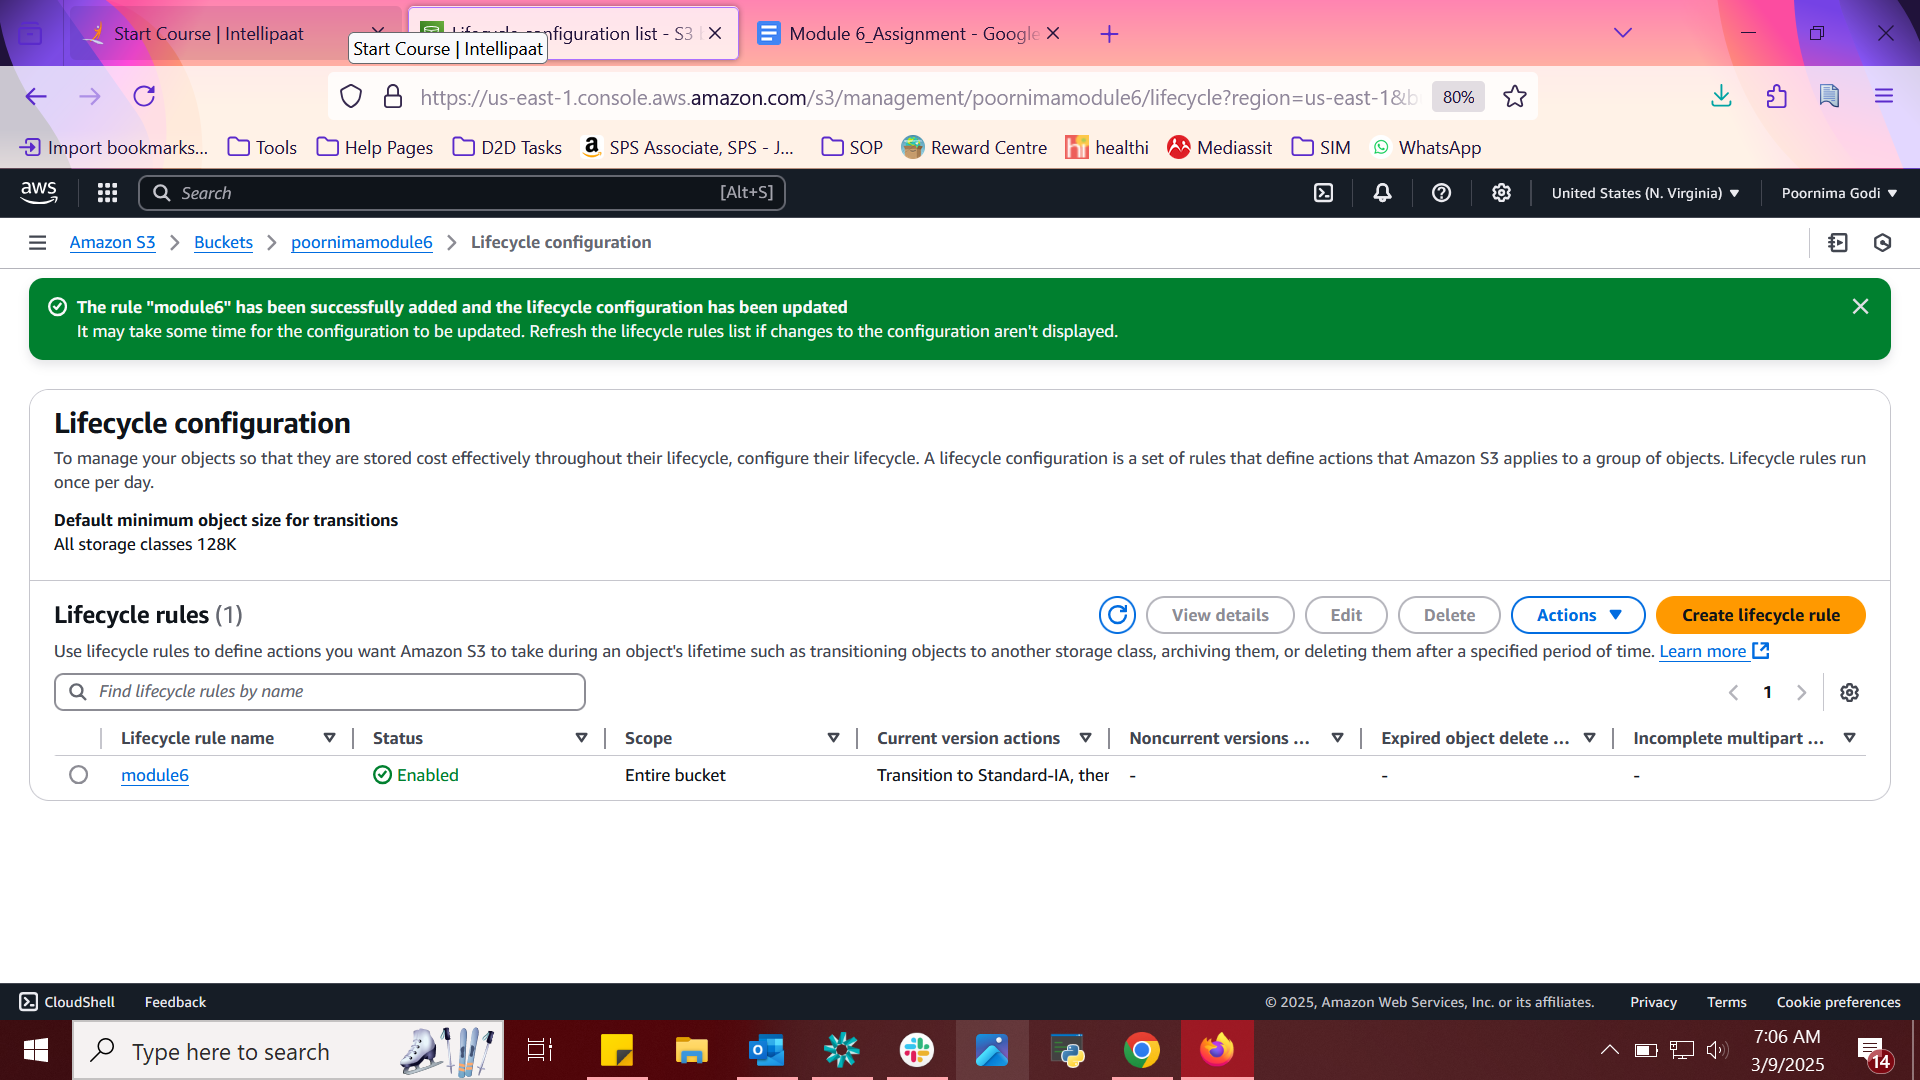 Start Course | Intellipaat
configuration list - S3
Module 6_Assignment - Google
Start Course | Intellipaat
https://us-east-1.console.aws.amazon.com/s3/management/poornimamodule6/lifecycle?region=us-east-1&b
80%
Import bookmarks...
Tools
Help Pages
D2D Tasks
SPS Associate, SPS - J...
SOP
Reward Centre
healthi
Mediassit
SIM
WhatsApp
aws
Search
[Alt+S]
United States (N. Virginia)
Poornima Godi
Amazon S3
Buckets
poornimamodule6
Lifecycle configuration
The rule "module6" has been successfully added and the lifecycle configuration has been updated
It may take some time for the configuration to be updated. Refresh the lifecycle rules list if changes to the configuration aren't displayed.
Lifecycle configuration
To manage your objects so that they are stored cost effectively throughout their lifecycle, configure their lifecycle. A lifecycle configuration is a set of rules that define actions that Amazon S3 applies to a group of objects. Lifecycle rules run
once per day.
Default minimum object size for transitions
All storage classes 128K
Lifecycle rules (1)
View details
Edit
Delete
Actions
Create lifecycle rule
Use lifecycle rules to define actions you want Amazon S3 to take during an object's lifetime such as transitioning objects to another storage class, archiving them, or deleting them after a specified period of time. Learn more
Find lifecycle rules by name
1
Lifecycle rule name
Status
Scope
Current version actions
Noncurrent versions ...
Expired object delete ...
Incomplete multipart ...
module6
Enabled
Entire bucket
Transition to Standard-IA, ther
-
-
-
CloudShell
Feedback
© 2025, Amazon Web Services, Inc. or its affiliates.
Privacy
Terms
Cookie preferences
Type here to search
7:06 AM
3/9/2025
14